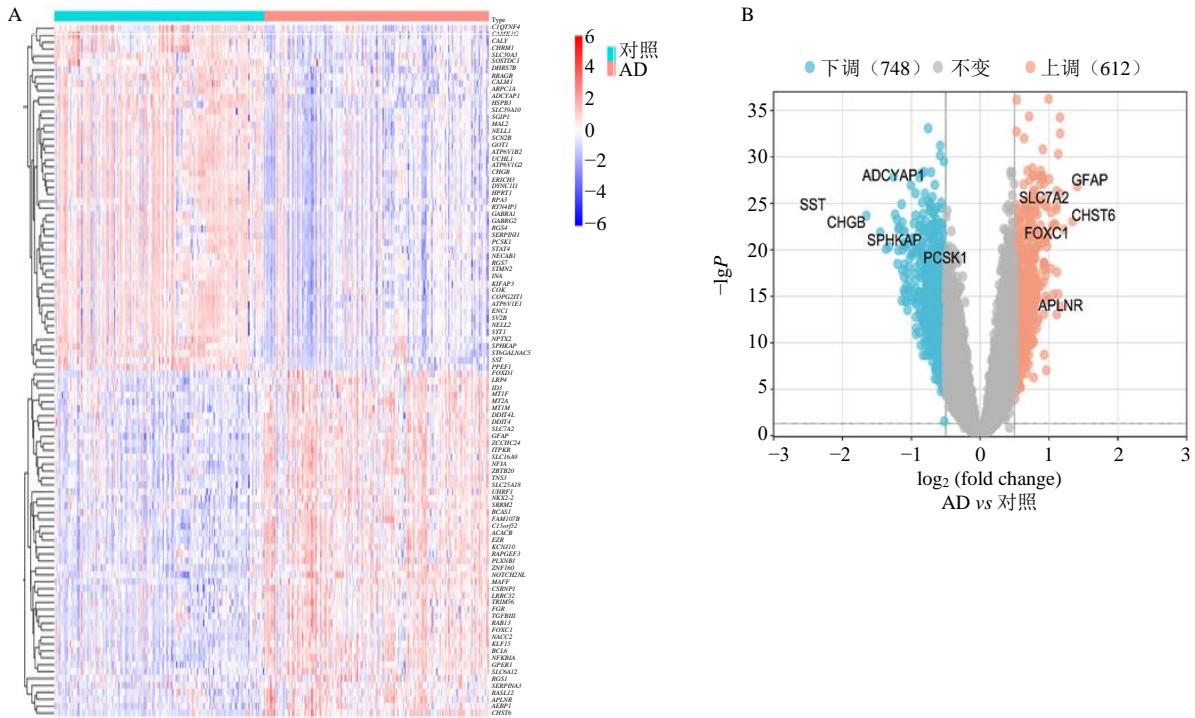 A
Type
C1QTNF4
CALY
CHRM1
SLC30A3
SOSTDC1
DHRS7B
RRAGB
CALM1
ARPC1A
ADCYAP1
HSPB3
SLC39A10
SGIP1
MAL2
NELL1
SCN2B
GOT1
ATP6V1B2
UCHL1
ATP6V1G2
CHGB
ERICH3
DYNC1I1
HPRT1
RPA3
RTN4IP1
GABRA1
GABRG2
RGS4
SERPINI1
PCSK1
STAT4
NECAB1
RGS7
STMN2
INA
KIFAP3
COPG2IT1
ATP6V1E1
ENC1
SV2B
NELL2
SYT1
NPTX2
SPHKAP
ST6GALNAC5
SST
PPEF1
FOXD1
LRP4
ID3
MT1F
MT2A
MT1M
DDIT4L
DDIT4
SLC7A2
GFAP
ZCCHC24
ITPKB
SLC16A9
NFIA
ZBTB20
TNS3
SLC25A18
UHRF1
NKX2-2
SRRM2
BCAS1
FAM107B
C15orf52
ACACB
EZR
KCNJ10
RAPGEF3
PLXNB1
ZNF160
NOTCH2NL
MAFF
CSRNP1
LRRC32
TRIM56
FGR
RAB13
FOXC1
NACC2
KLF15
BCL6
NFKBIA
GPER1
SLC6A12
RGS1
SERPINA3
RASL12
APLNR
AEBP1
CHST6
6
4
2
0
−2
−4
−6
对照
AD
B
下调（748） 不变 上调（612）
−lgP
35
30
25
20
15
10
5
0
ADCYAP1
GFAP
SLC7A2
SST
CHST6
CHGB
FOXC1
SPHKAP
PCSK1
APLNR
−3 −2 −1 0 1 2 3
log₂ (fold change)
AD vs 对照